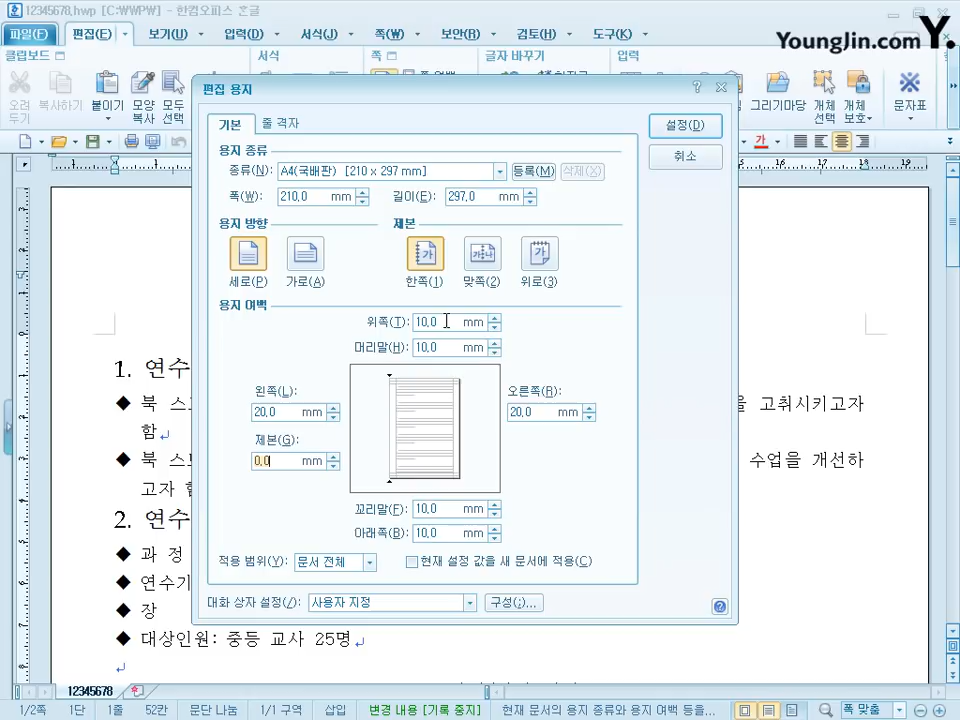 12345678.hwp [C:\WPW] - 한컴오피스 흔글
YoungJin.com Y.
파일(F) 편집(E) 보기(U) 입력(D) 서식(J) 쪽(W) 보안(R) 검토(H) 도구(K)
클립보드 서식 쪽 글자 바꾸기 입력
오려두기 복사하기 붙이기 모양 복사 모두 선택 그리기마당 개체 선택 개체 보호 문자표
편집 용지
기본 줄 격자
설정(D)
취소
용지 종류
종류(N): A4(국배판) [210 x 297 mm] 등록(M) 삭제(X)
폭(W): 210,0 mm 길이(E): 297,0 mm
용지 방향 제본
세로(P) 가로(A) 한쪽(1) 맞쪽(2) 위로(3)
용지 여백
위쪽(T): 10,0 mm
머리말(H): 10,0 mm
왼쪽(L): 오른쪽(R):
20,0 mm 20,0 mm
제본(G):
0,0 mm
꼬리말(F): 10,0 mm
아래쪽(B): 10,0 mm
적용 범위(Y): 문서 전체 현재 설정 값을 새 문서에 적용(C)
대화 상자 설정(/): 사용자 지정 구성(;)...
1. 연수
◆ 북 스 을 고취시키고자
함
◆ 북 스 수업을 개선하
고자
2. 연수
◆ 과 정
◆ 연수기
◆ 장
◆ 대상인원: 중등 교사 25명
12345678
1/2쪽 1단 1줄 52칸 문단 나눔 1/1 구역 삽입 변경 내용 [기록 중지] 현재 문서의 용지 종류와 용지 여백 등을... 폭 맞춤